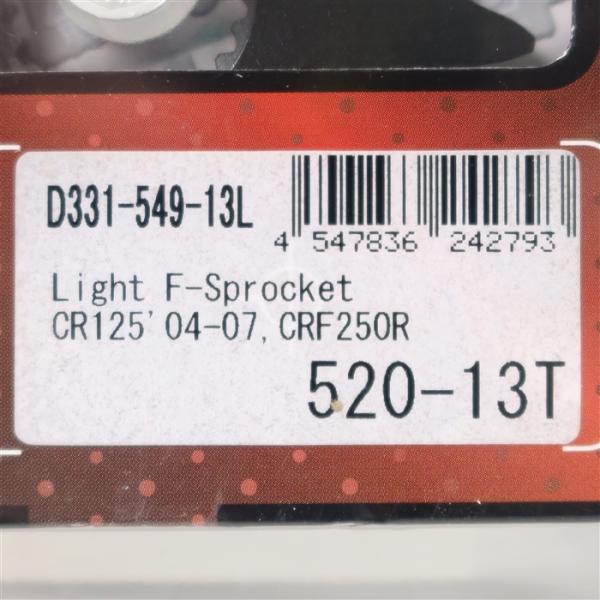 D331-549-13L
4 547836 242793
Light F-Sprocket
CR125'04-07,CRF250R
520-13T